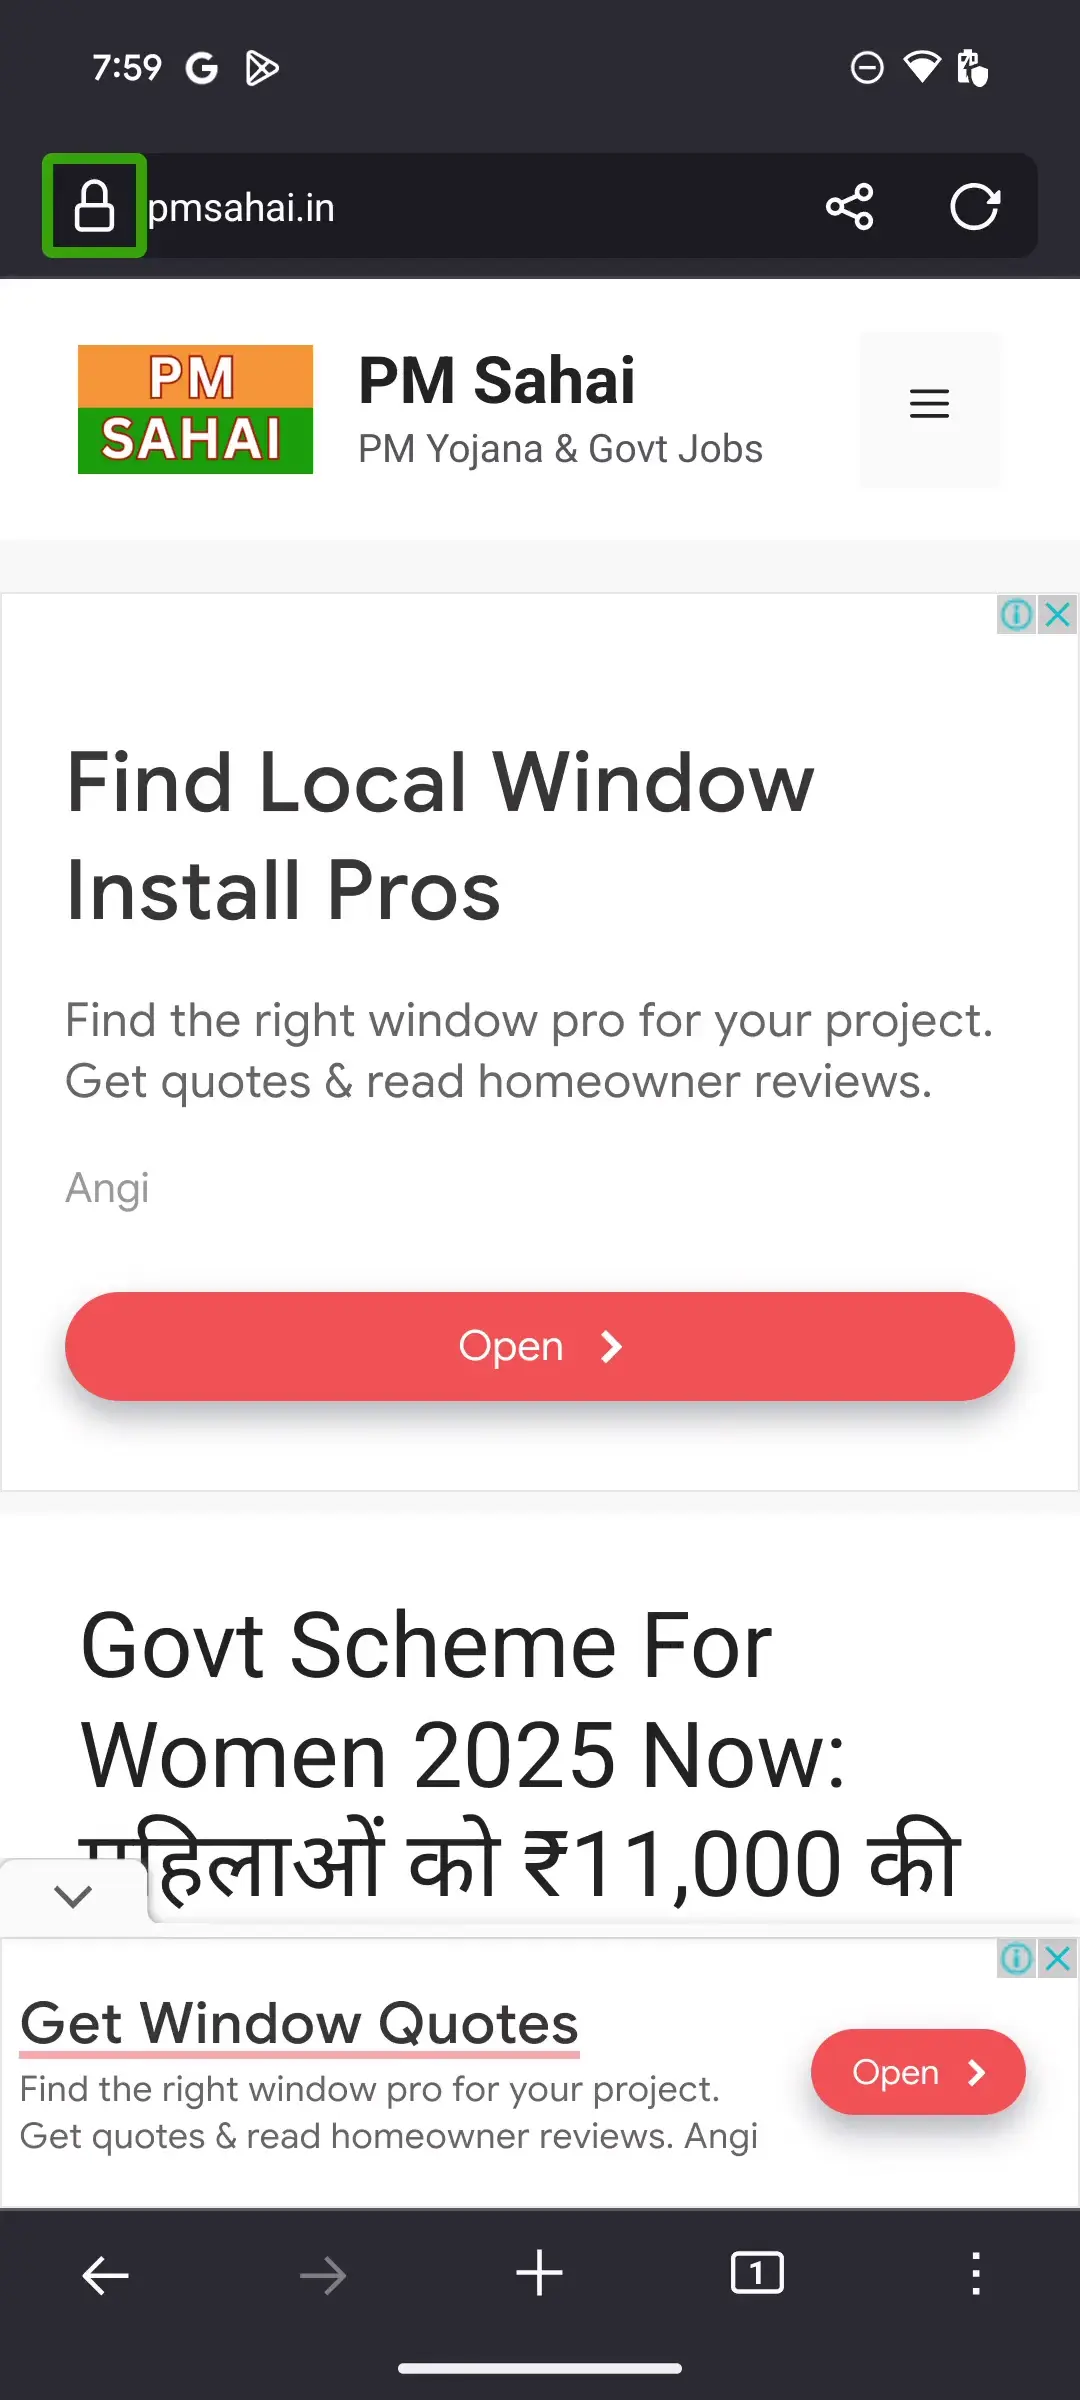 7:59
pmsahai.in
PM
SAHAI
PM Sahai
PM Yojana & Govt Jobs
Find Local Window
Install Pros
Find the right window pro for your project.
Get quotes & read homeowner reviews.
Angi
Open
Govt Scheme For
Women 2025 Now:
महिलाओं को ₹11,000 की
Get Window Quotes
Find the right window pro for your project.
Get quotes & read homeowner reviews. Angi
Open
1